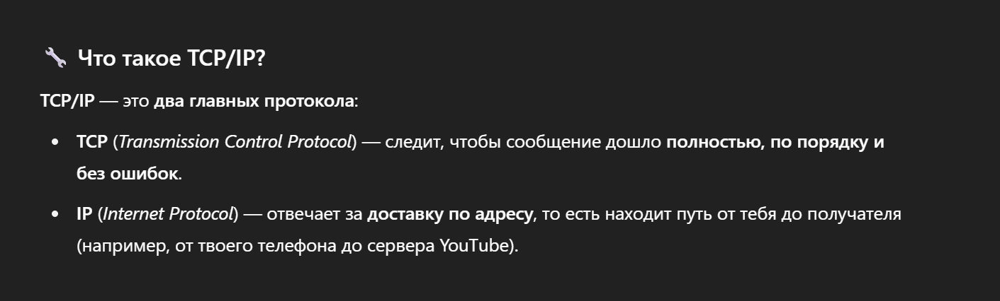 🔧 Что такое TCP/IP?
TCP/IP — это два главных протокола:
• TCP (Transmission Control Protocol) — следит, чтобы сообщение дошло полностью, по порядку и
без ошибок.
• IP (Internet Protocol) — отвечает за доставку по адресу, то есть находит путь от тебя до получателя
(например, от твоего телефона до сервера YouTube).